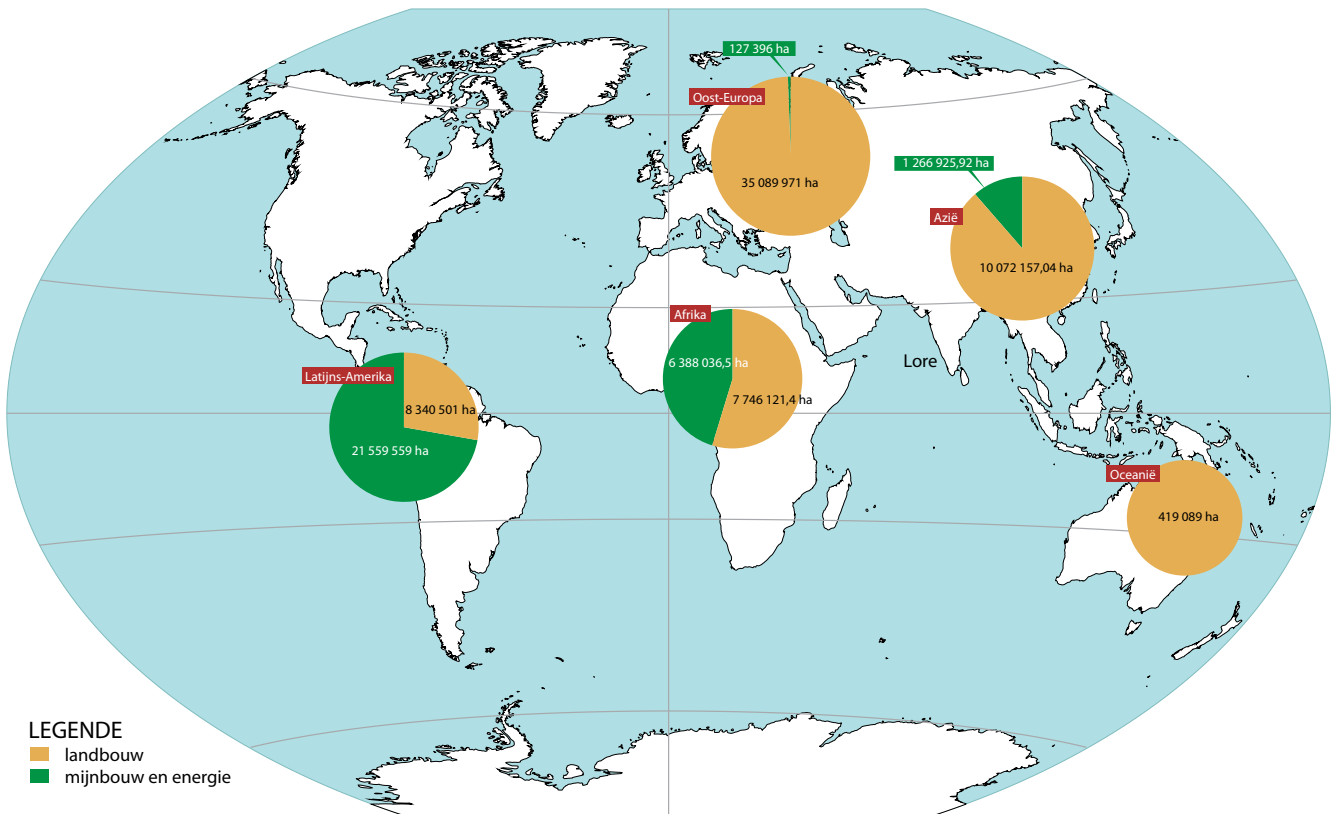 127 396 ha
Oost-Europa
35 089 971 ha
1 266 925,92 ha
Azië
10 072 157,04 ha
Afrika
6 388 036,5 ha
7 746 121,4 ha
Lore
Latijns-Amerika
8 340 501 ha
21 559 559 ha
Oceanië
419 089 ha
LEGENDE
landbouw
mijnbouw en energie